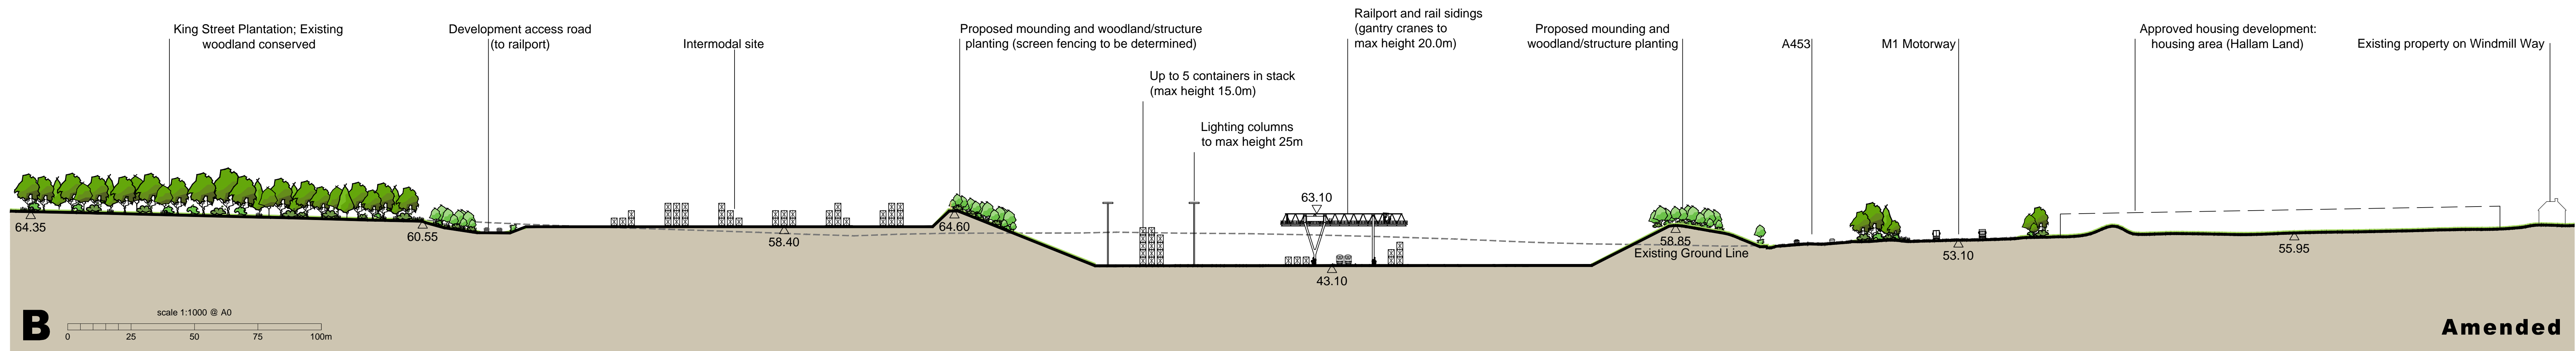 King Street Plantation; Existing
woodland conserved
Development access road
(to railport)
Intermodal site
Proposed mounding and woodland/structure
planting (screen fencing to be determined)
Up to 5 containers in stack
(max height 15.0m)
Lighting columns
to max height 25m
Railport and rail sidings
(gantry cranes to
max height 20.0m)
Proposed mounding and
woodland/structure planting
A453
M1 Motorway
Approved housing development:
housing area (Hallam Land)
Existing property on Windmill Way
64.35
60.55
58.40
64.60
63.10
43.10
58.85
Existing Ground Line
53.10
55.95
B
scale 1:1000 @ A0
0 25 50 75 100m
Amended